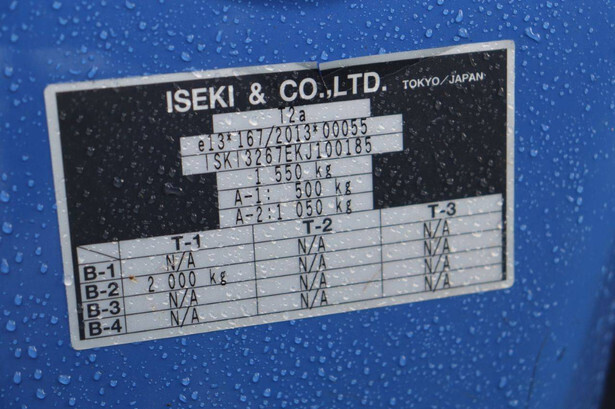 ISEKI & CO.,LTD. TOKYO/JAPAN
T2a
e13*167/2013*00055
ISKI3267EKJ100185
1 550 kg
A-1: 500 kg
A-2:1 050 kg
T-1 T-2 T-3
B-1 N/A N/A N/A
B-2 2 000 kg N/A N/A
B-3 N/A N/A N/A
B-4 N/A N/A N/A